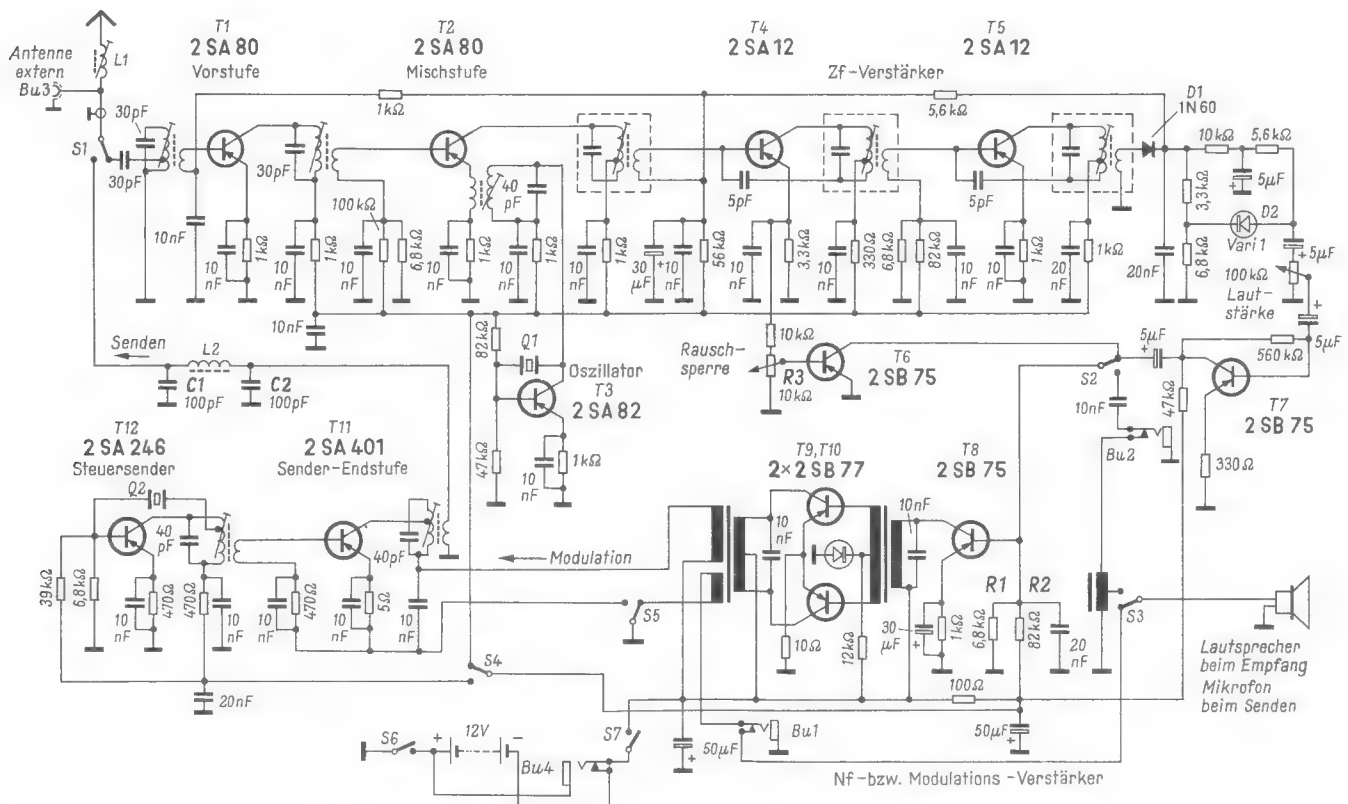 T1
2 SA 80
Vorstufe
T2
2 SA 80
Mischstufe
T4
2 SA 12
T5
2 SA 12
Zf-Verstärker
Antenne
extern
Bu3
L1
30pF
S1
30pF
30pF
1kΩ
5,6kΩ
D1
1N 60
10kΩ
5,6kΩ
5µF
+
3,3kΩ
D2
Vari 1
6,8kΩ
20nF
+
5µF
100kΩ
Laut-
stärke
+
5µF
10nF
10
nF
1kΩ
10
nF
1kΩ
100kΩ
10
nF
6,8kΩ
10
nF
1kΩ
40
pF
10
nF
1kΩ
10
nF
1kΩ
30
µF
+
10
nF
56kΩ
5pF
10
nF
3,3kΩ
10
nF
330Ω
6,8kΩ
82kΩ
10
nF
5pF
10
nF
1kΩ
20
nF
1kΩ
10nF
Senden
L2
C1
100pF
C2
100pF
82kΩ
Q1
Oszillator
T3
2 SA 82
47kΩ
10
nF
1kΩ
Rausch-
sperre
10kΩ
R3
10kΩ
T6
2 SB 75
S2
5µF
+
560kΩ
10nF
47kΩ
T7
2 SB 75
330Ω
Bu2
T12
2 SA 246
Steuersender
Q2
T11
2 SA 401
Sender-Endstufe
40
pF
40pF
39kΩ
6,8kΩ
10
nF
470Ω
470Ω
10
nF
10
nF
470Ω
10
nF
5Ω
10
nF
20nF
Modulation
S5
S4
T9, T10
2× 2 SB 77
T8
2 SB 75
10
nF
10nF
10Ω
12kΩ
30
µF
+
1kΩ
R1
6,8kΩ
R2
82kΩ
20
nF
100Ω
S3
Lautsprecher
beim Empfang
Mikrofon
beim Senden
S6
+
12V
−
Bu4
S7
50µF
+
Bu1
50µF
+
Nf-bzw. Modulations-Verstärker